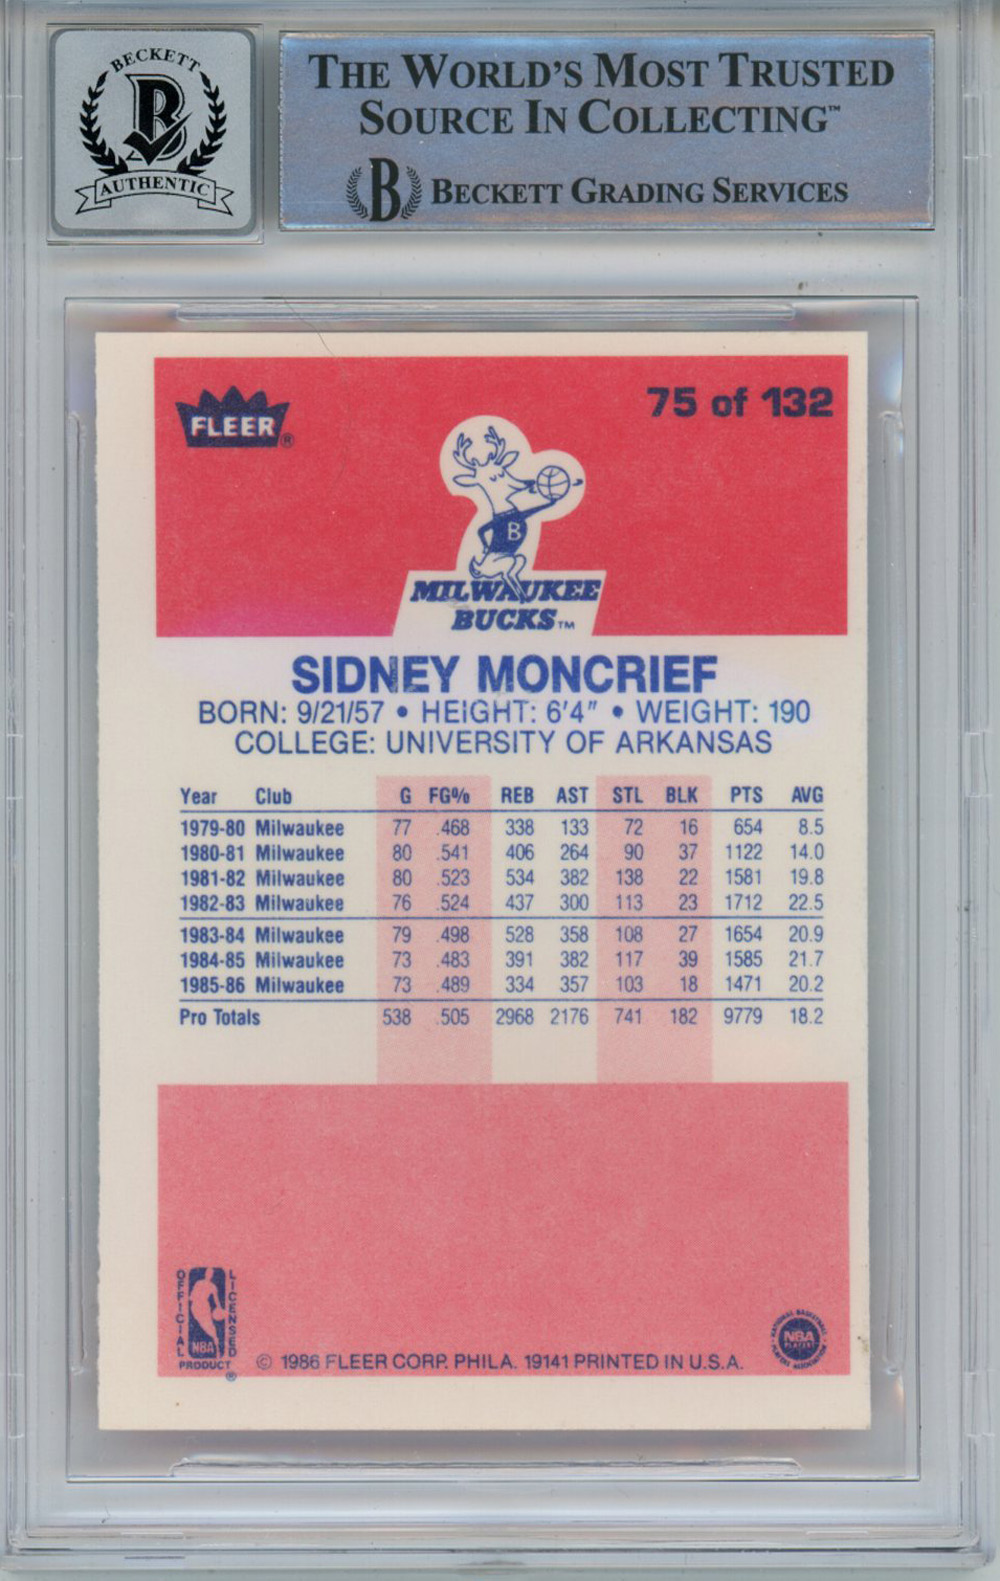 BECKETT
B
AUTHENTIC
THE WORLD'S MOST TRUSTED
SOURCE IN COLLECTING™
B BECKETT GRADING SERVICES
FLEER®
75 of 132
B
MILWAUKEE
BUCKS™
SIDNEY MONCRIEF
BORN: 9/21/57 • HEIGHT: 6'4" • WEIGHT: 190
COLLEGE: UNIVERSITY OF ARKANSAS
Year Club G FG% REB AST STL BLK PTS AVG
1979-80 Milwaukee 77 .468 338 133 72 16 654 8.5
1980-81 Milwaukee 80 .541 406 264 90 37 1122 14.0
1981-82 Milwaukee 80 .523 534 382 138 22 1581 19.8
1982-83 Milwaukee 76 .524 437 300 113 23 1712 22.5
1983-84 Milwaukee 79 .498 528 358 108 27 1654 20.9
1984-85 Milwaukee 73 .483 391 382 117 39 1585 21.7
1985-86 Milwaukee 73 .489 334 357 103 18 1471 20.2
Pro Totals 538 .505 2968 2176 741 182 9779 18.2
OFFICIAL
LICENSED
NBA
PRODUCT®
© 1986 FLEER CORP. PHILA. 19141 PRINTED IN U.S.A.
NATIONAL BASKETBALL
NBA
PLAYERS
PLAYERS ASSOCIATION